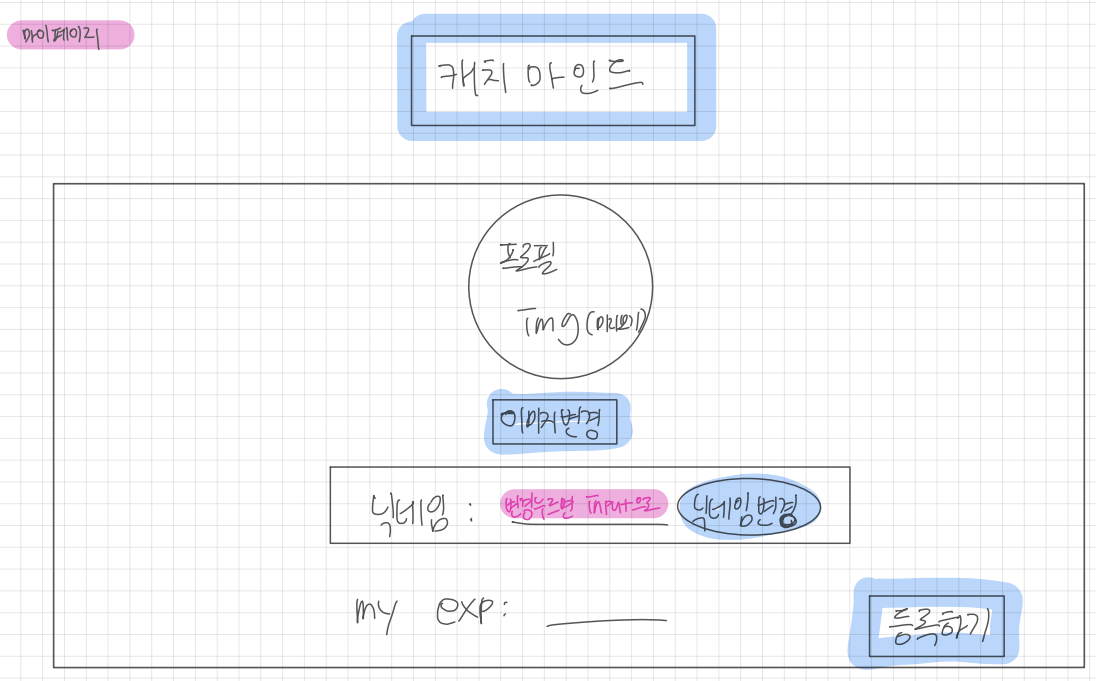 마이페이지
캐치 마인드
프로필
Img (미리보기)
이미지변경
닉네임 : 변경누르면 Input으로 닉네임변경
my exp:
등록하기